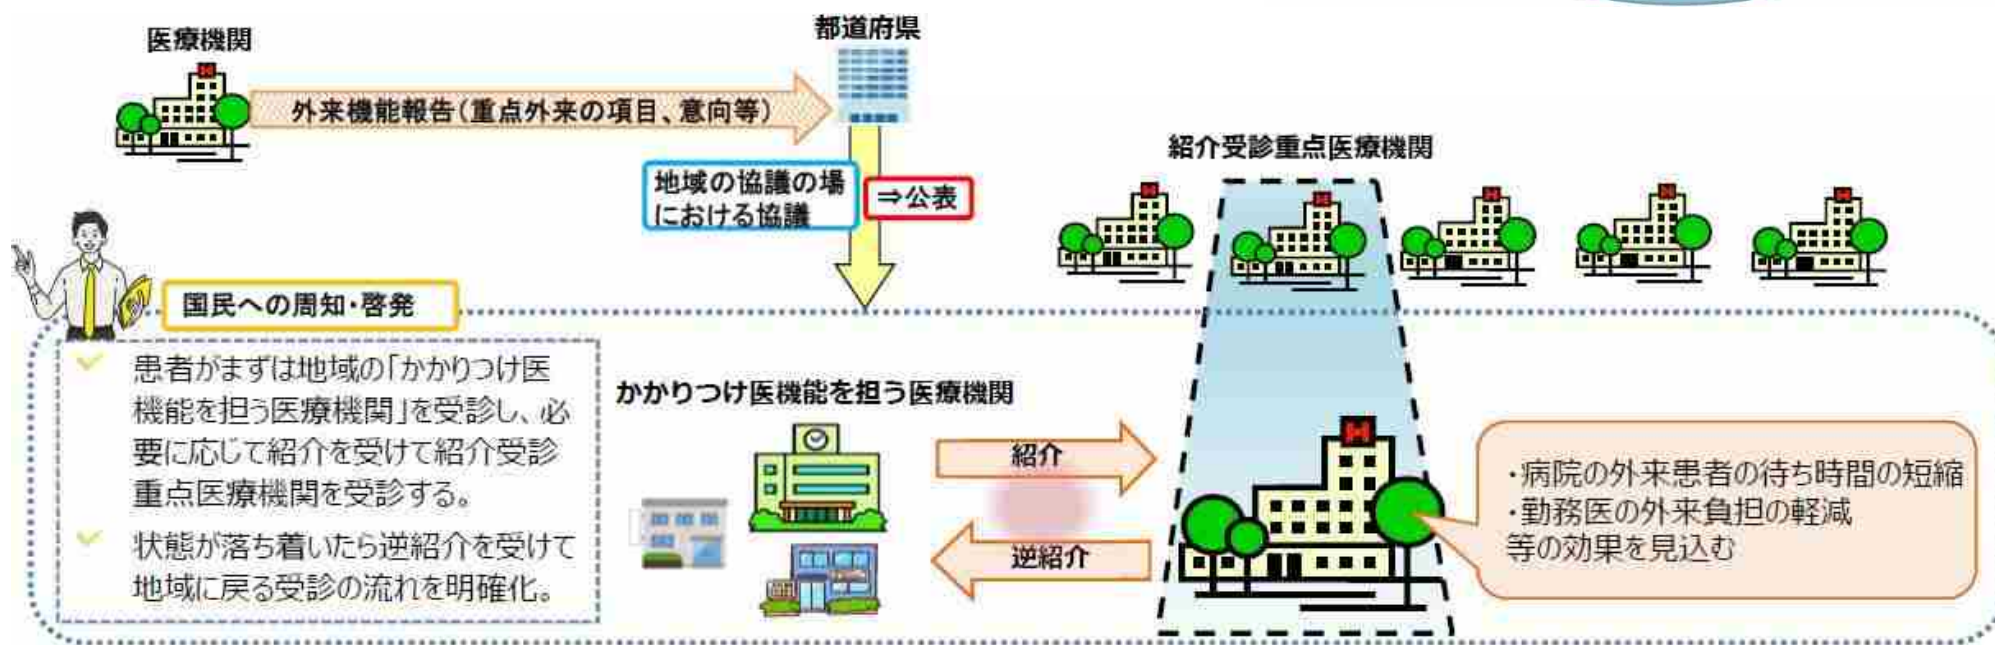 医療機関
都道府県
外来機能報告(重点外来の項目、意向等)
地域の協議の場
における協議
⇒公表
紹介受診重点医療機関
国民への周知・啓発
患者がまずは地域の「かかりつけ医
機能を担う医療機関」を受診し、必
要に応じて紹介を受けて紹介受診
重点医療機関を受診する。
状態が落ち着いたら逆紹介を受けて
地域に戻る受診の流れを明確化。
かかりつけ医機能を担う医療機関
紹介
逆紹介
・病院の外来患者の待ち時間の短縮
・勤務医の外来負担の軽減
等の効果を見込む